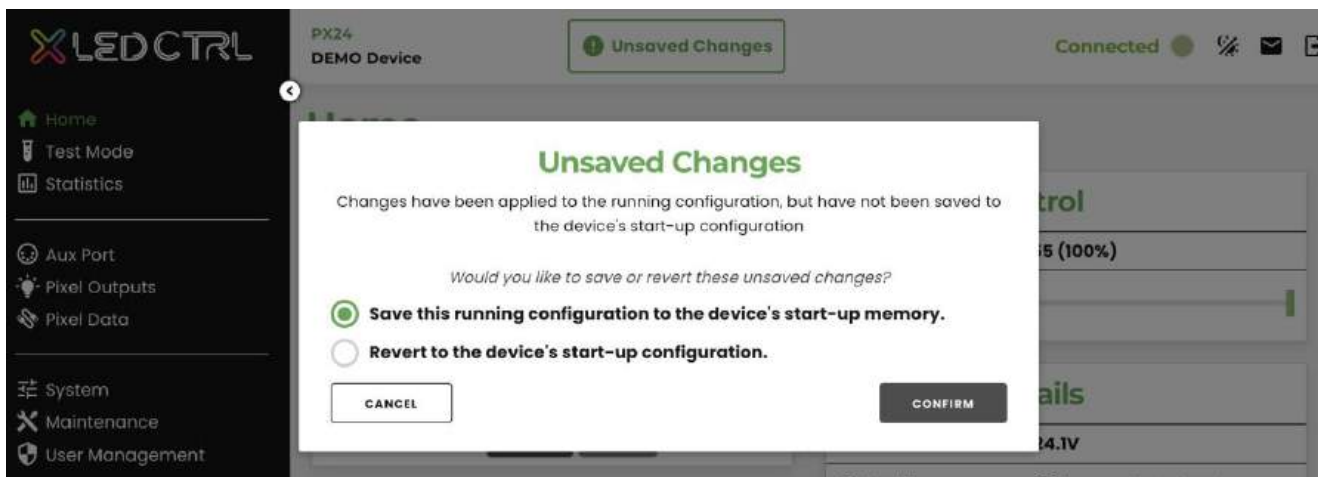 LEDCTRL
PX24
DEMO Device
Unsaved Changes
Connected
Home
Test Mode
Statistics
Aux Port
Pixel Outputs
Pixel Data
System
Maintenance
User Management
Home
Unsaved Changes
Changes have been applied to the running configuration, but have not been saved to
the device's start-up configuration
Would you like to save or revert these unsaved changes?
Save this running configuration to the device's start-up memory.
Revert to the device's start-up configuration.
CANCEL
CONFIRM
trol
55 (100%)
ails
24.1V